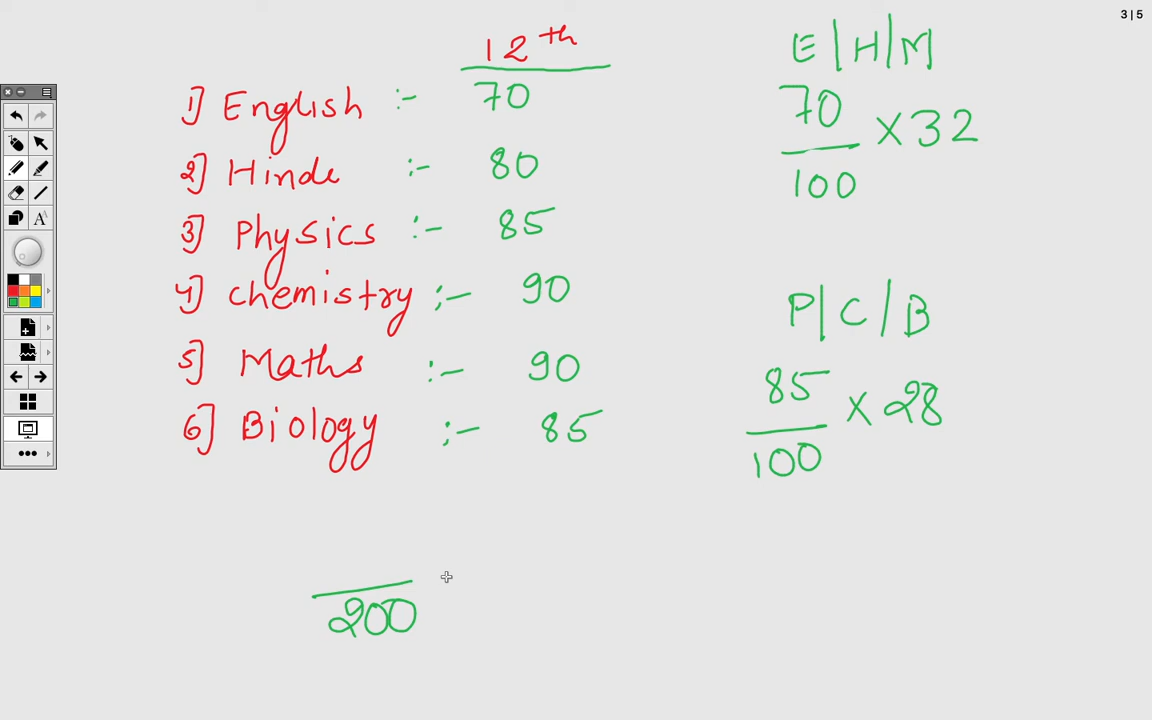 3|5
12th
1] English :- 70
2] Hinde :- 80
3] Physics :- 85
4] chemistry :- 90
5] Maths :- 90
6] Biology :- 85
200
E|H|M
70
100
×32
P|C|B
85
100
×28
A